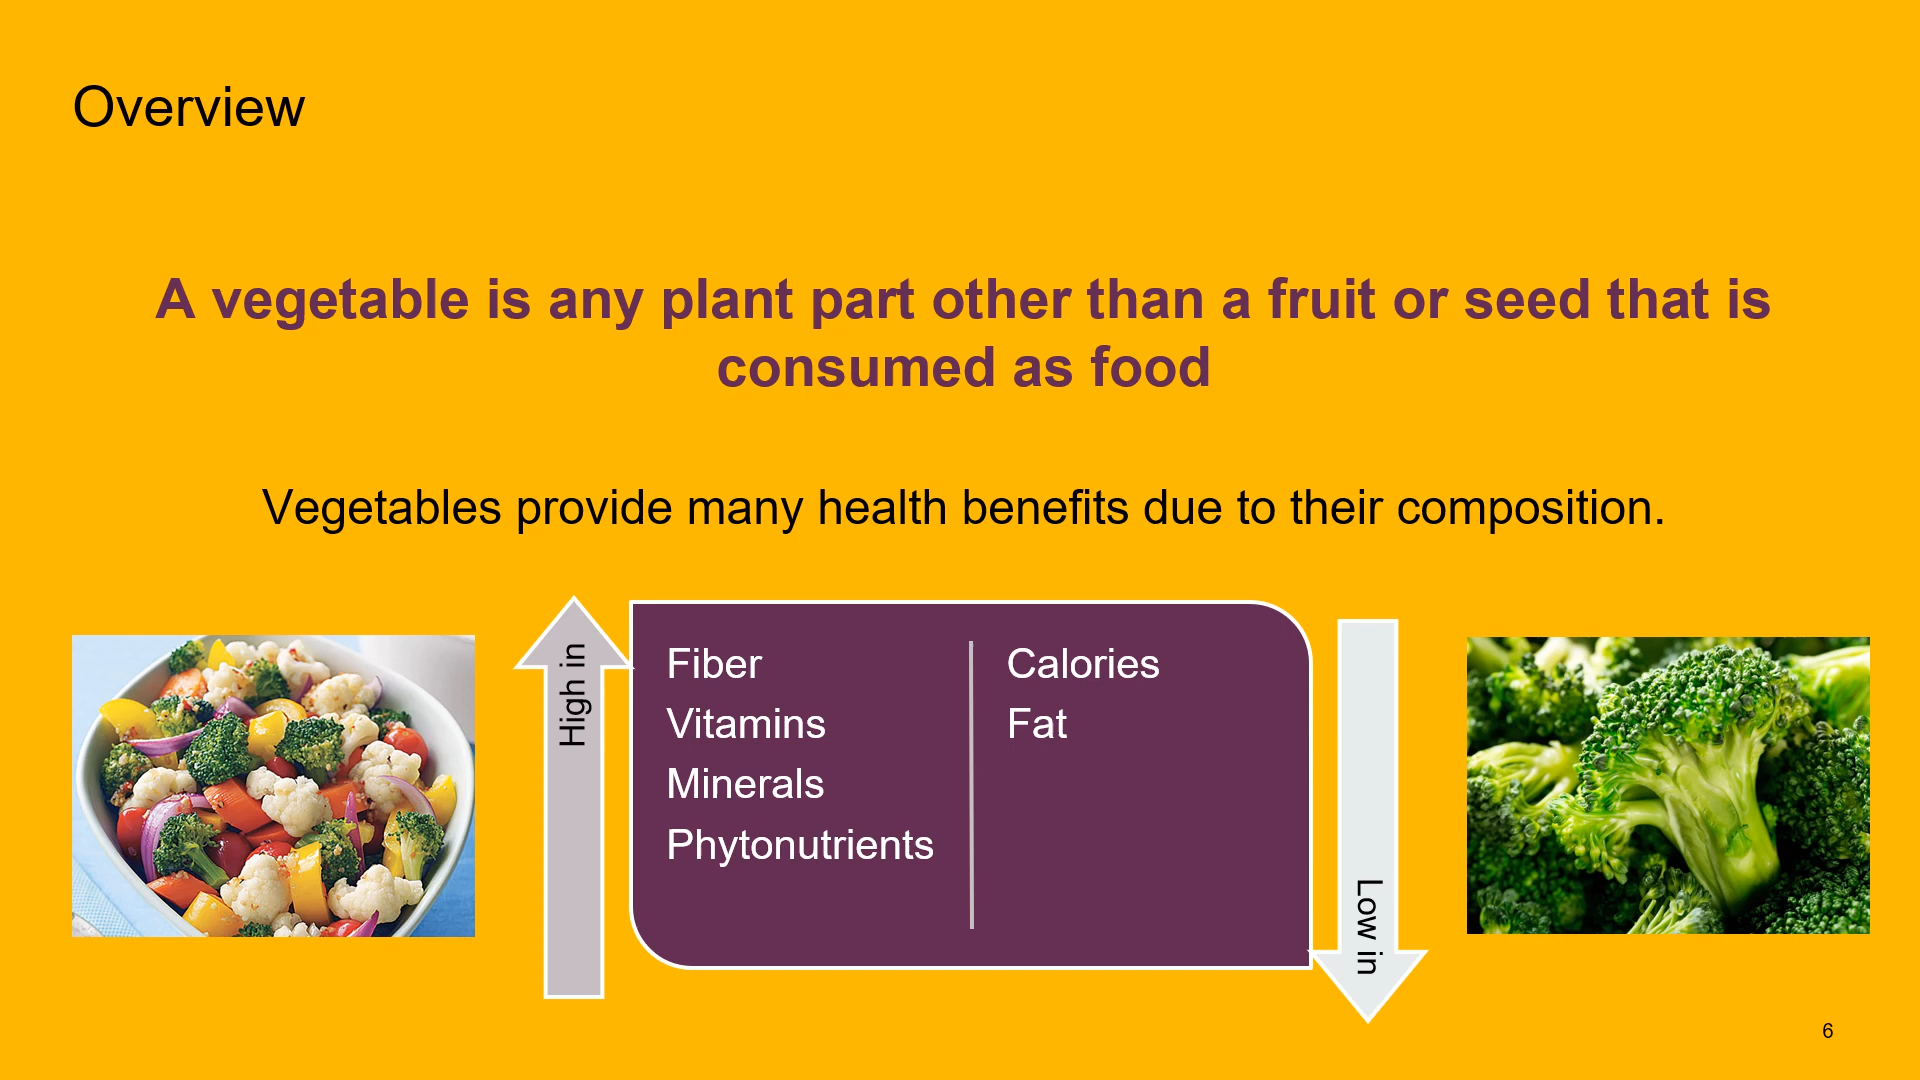 Overview
A vegetable is any plant part other than a fruit or seed that is
consumed as food
Vegetables provide many health benefits due to their composition.
High in
Fiber
Vitamins
Minerals
Phytonutrients
Calories
Fat
Low in
6